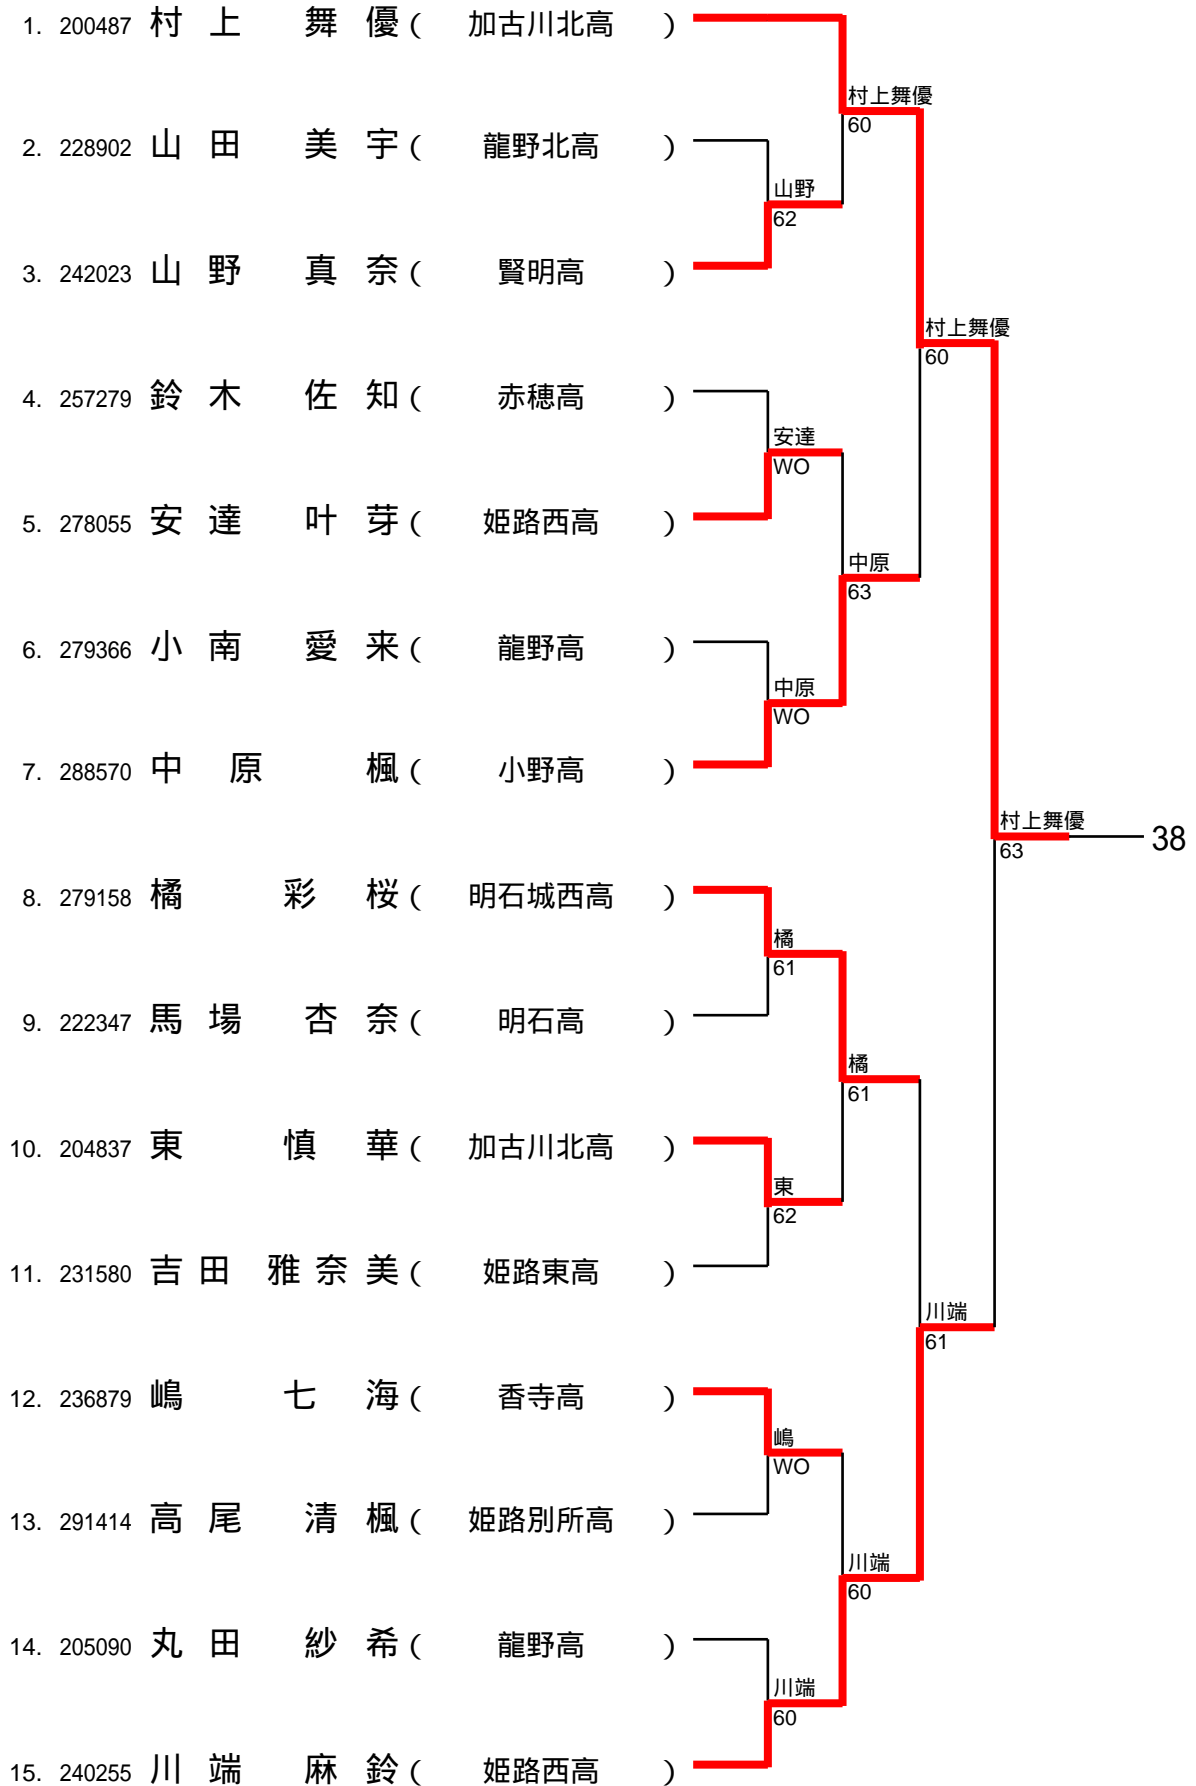 1. 200487 村上 舞優 ( 加古川北高 )
村上舞優
60
2. 228902 山田 美宇 ( 龍野北高 )
山野
62
3. 242023 山野 真奈 ( 賢明高 )
村上舞優
60
4. 257279 鈴木 佐知 ( 赤穂高 )
安達
WO
5. 278055 安達 叶芽 ( 姫路西高 )
中原
63
6. 279366 小南 愛来 ( 龍野高 )
中原
WO
7. 288570 中原 楓 ( 小野高 )
村上舞優
63
38
8. 279158 橘 彩桜 ( 明石城西高 )
橘
61
9. 222347 馬場 杏奈 ( 明石高 )
橘
61
10. 204837 東 慎華 ( 加古川北高 )
東
62
11. 231580 吉田 雅奈美 ( 姫路東高 )
川端
61
12. 236879 嶋 七海 ( 香寺高 )
嶋
WO
13. 291414 高尾 清楓 ( 姫路別所高 )
川端
60
14. 205090 丸田 紗希 ( 龍野高 )
川端
60
15. 240255 川端 麻鈴 ( 姫路西高 )